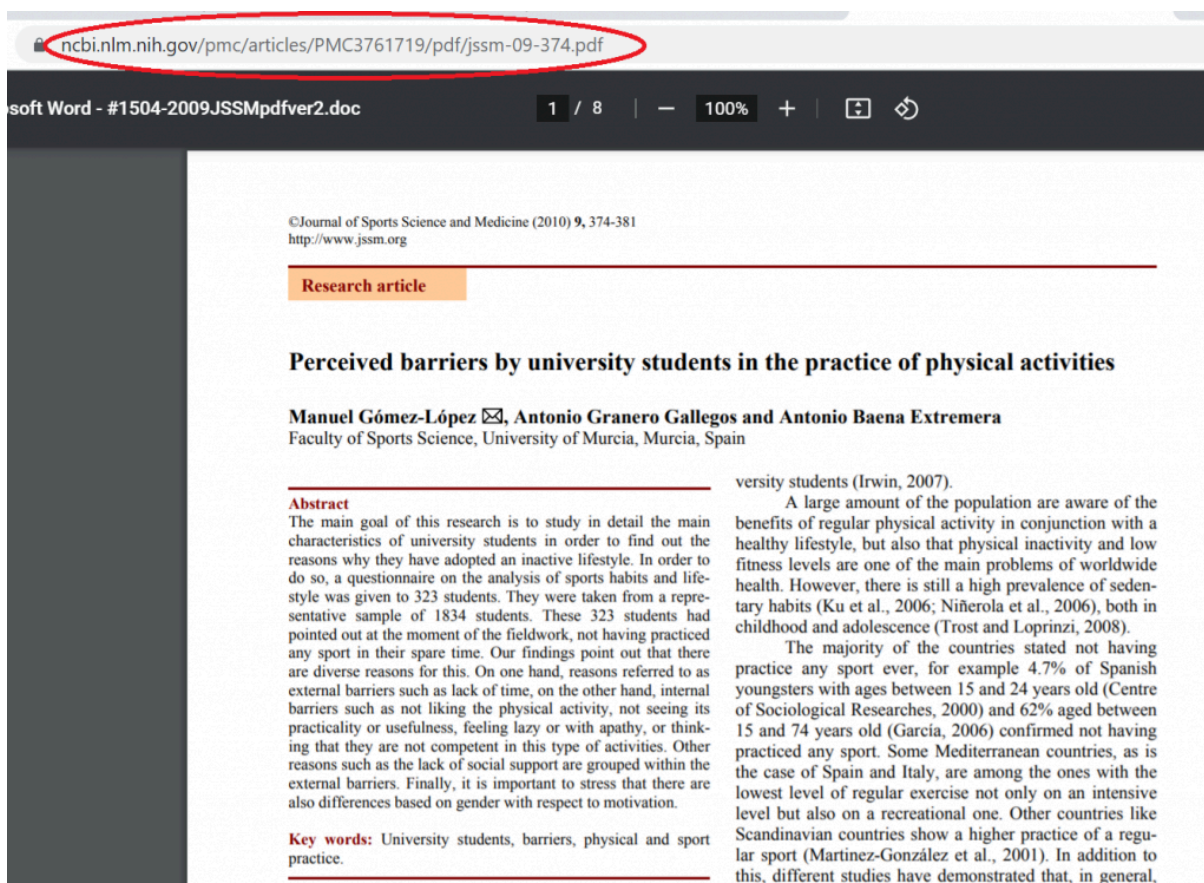 ncbi.nlm.nih.gov/pmc/articles/PMC3761719/pdf/jssm-09-374.pdf
osoft Word - #1504-2009JSSMpdfver2.doc
1 / 8
100%
©Journal of Sports Science and Medicine (2010) 9, 374-381
http://www.jssm.org
Research article
Perceived barriers by university students in the practice of physical activities
Manuel Gómez-López ✉, Antonio Granero Gallegos and Antonio Baena Extremera
Faculty of Sports Science, University of Murcia, Murcia, Spain
Abstract
The main goal of this research is to study in detail the main
characteristics of university students in order to find out the
reasons why they have adopted an inactive lifestyle. In order to
do so, a questionnaire on the analysis of sports habits and life-
style was given to 323 students. They were taken from a repre-
sentative sample of 1834 students. These 323 students had
pointed out at the moment of the fieldwork, not having practiced
any sport in their spare time. Our findings point out that there
are diverse reasons for this. On one hand, reasons referred to as
external barriers such as lack of time, on the other hand, internal
barriers such as not liking the physical activity, not seeing its
practicality or usefulness, feeling lazy or with apathy, or think-
ing that they are not competent in this type of activities. Other
reasons such as the lack of social support are grouped within the
external barriers. Finally, it is important to stress that there are
also differences based on gender with respect to motivation.
Key words: University students, barriers, physical and sport
practice.
versity students (Irwin, 2007).
A large amount of the population are aware of the
benefits of regular physical activity in conjunction with a
healthy lifestyle, but also that physical inactivity and low
fitness levels are one of the main problems of worldwide
health. However, there is still a high prevalence of seden-
tary habits (Ku et al., 2006; Niñerola et al., 2006), both in
childhood and adolescence (Trost and Loprinzi, 2008).
The majority of the countries stated not having
practice any sport ever, for example 4.7% of Spanish
youngsters with ages between 15 and 24 years old (Centre
of Sociological Researches, 2000) and 62% aged between
15 and 74 years old (García, 2006) confirmed not having
practiced any sport. Some Mediterranean countries, as is
the case of Spain and Italy, are among the ones with the
lowest level of regular exercise not only on an intensive
level but also on a recreational one. Other countries like
Scandinavian countries show a higher practice of a regu-
lar sport (Martinez-González et al., 2001). In addition to
this, different studies have demonstrated that, in general,